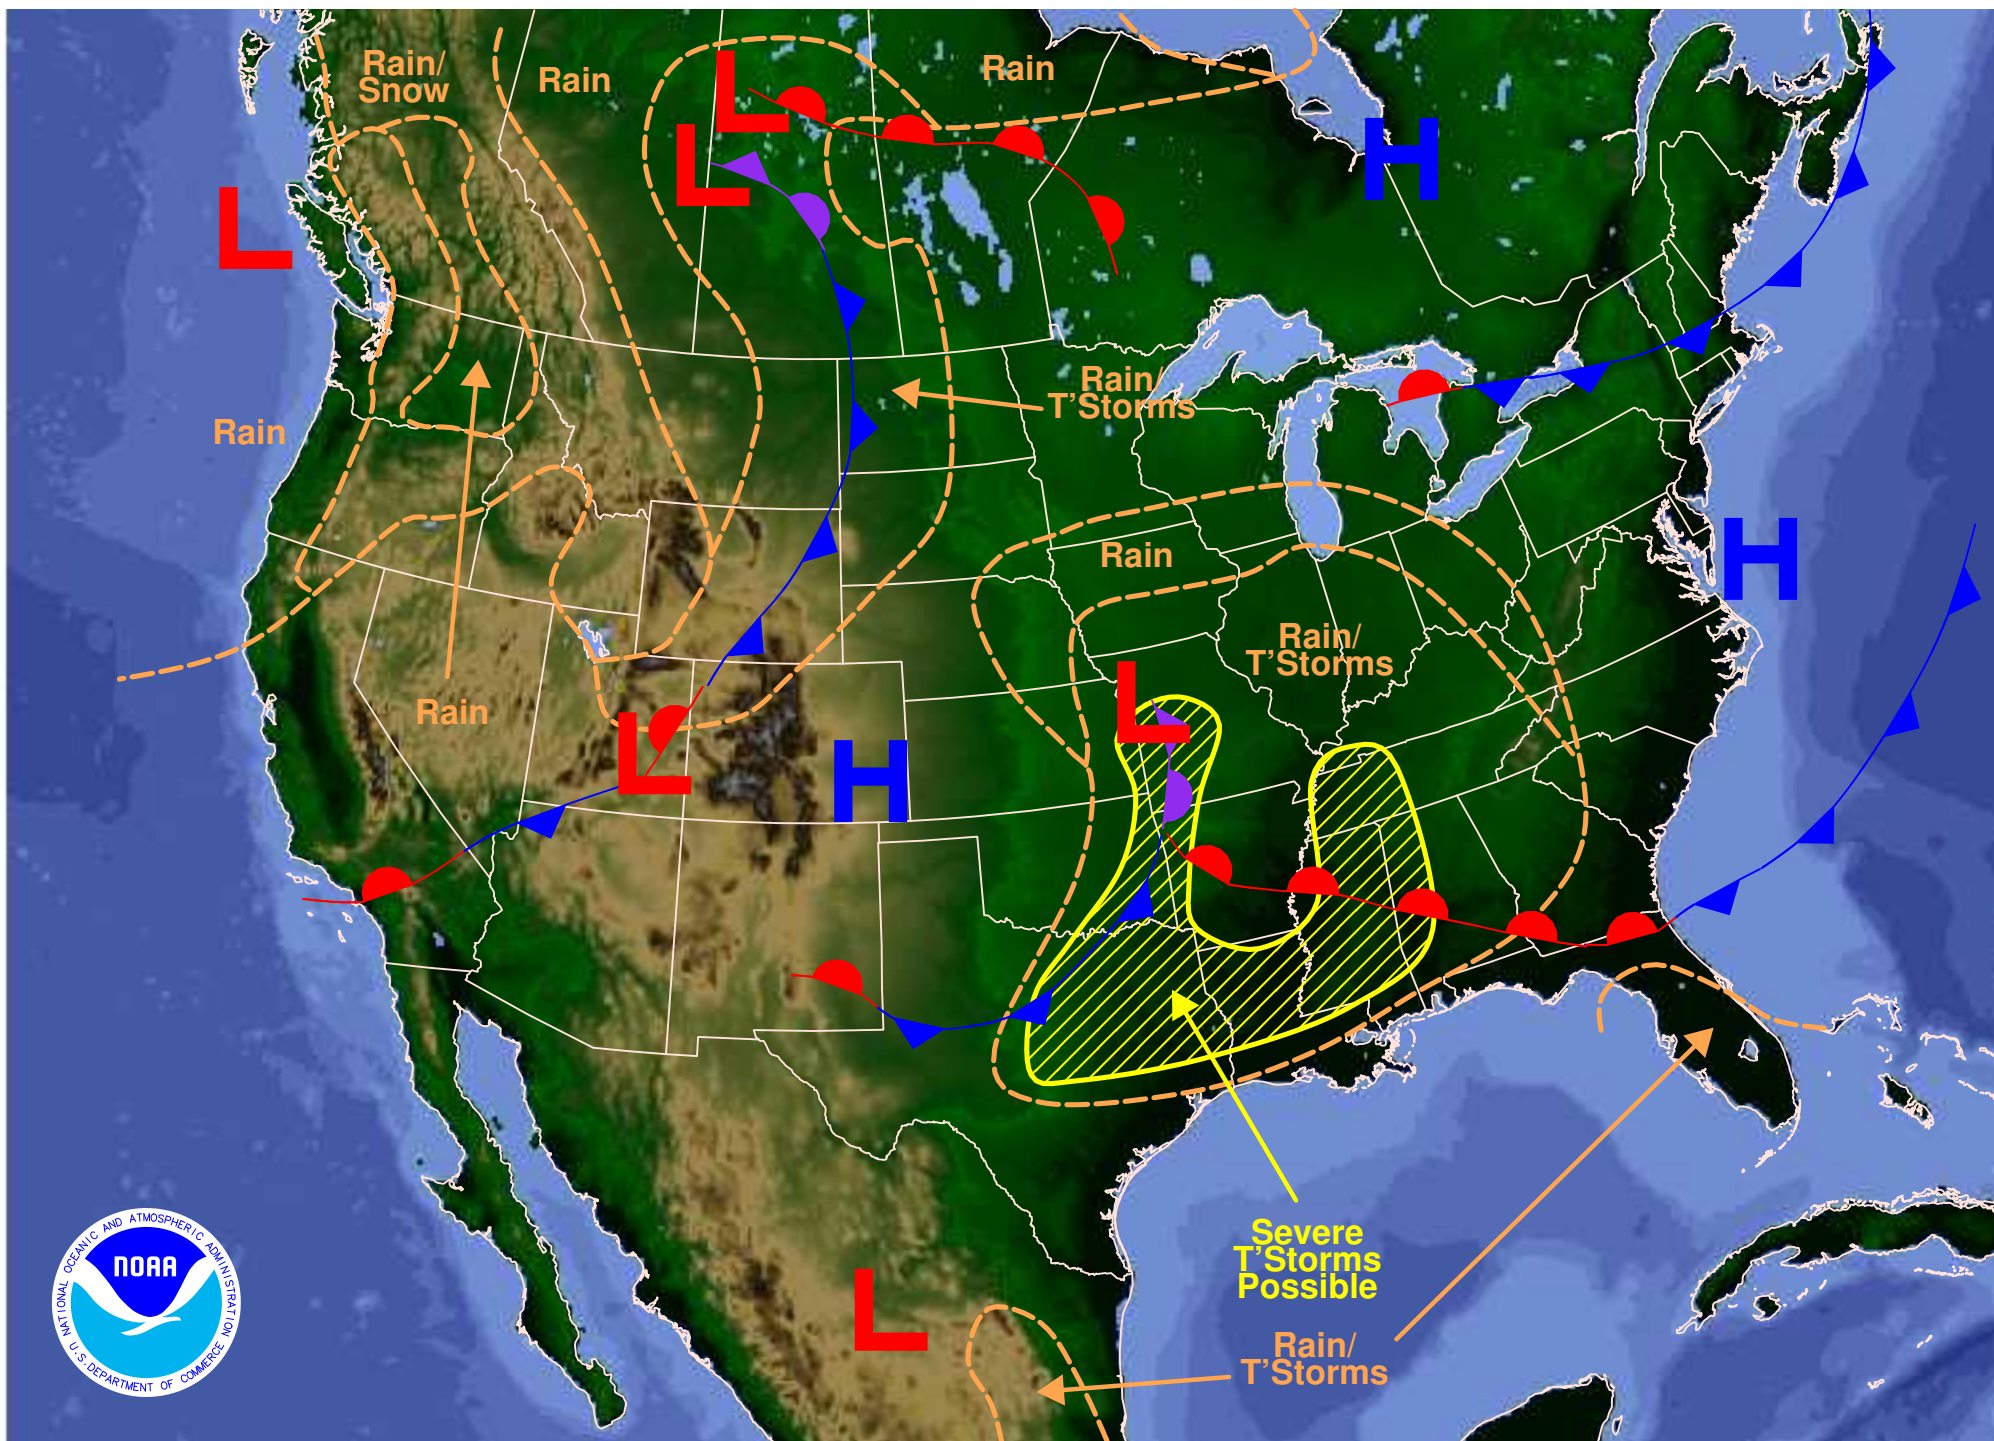 Rain/
Snow
Rain
Rain
L
L
H
L
Rain/
T'Storms
Rain
Rain
H
Rain/
T'Storms
L
Rain
L
H
Severe
T'Storms
Possible
L
Rain/
T'Storms
NATIONAL OCEANIC AND ATMOSPHERIC ADMINISTRATION
NOAA
U.S. DEPARTMENT OF COMMERCE